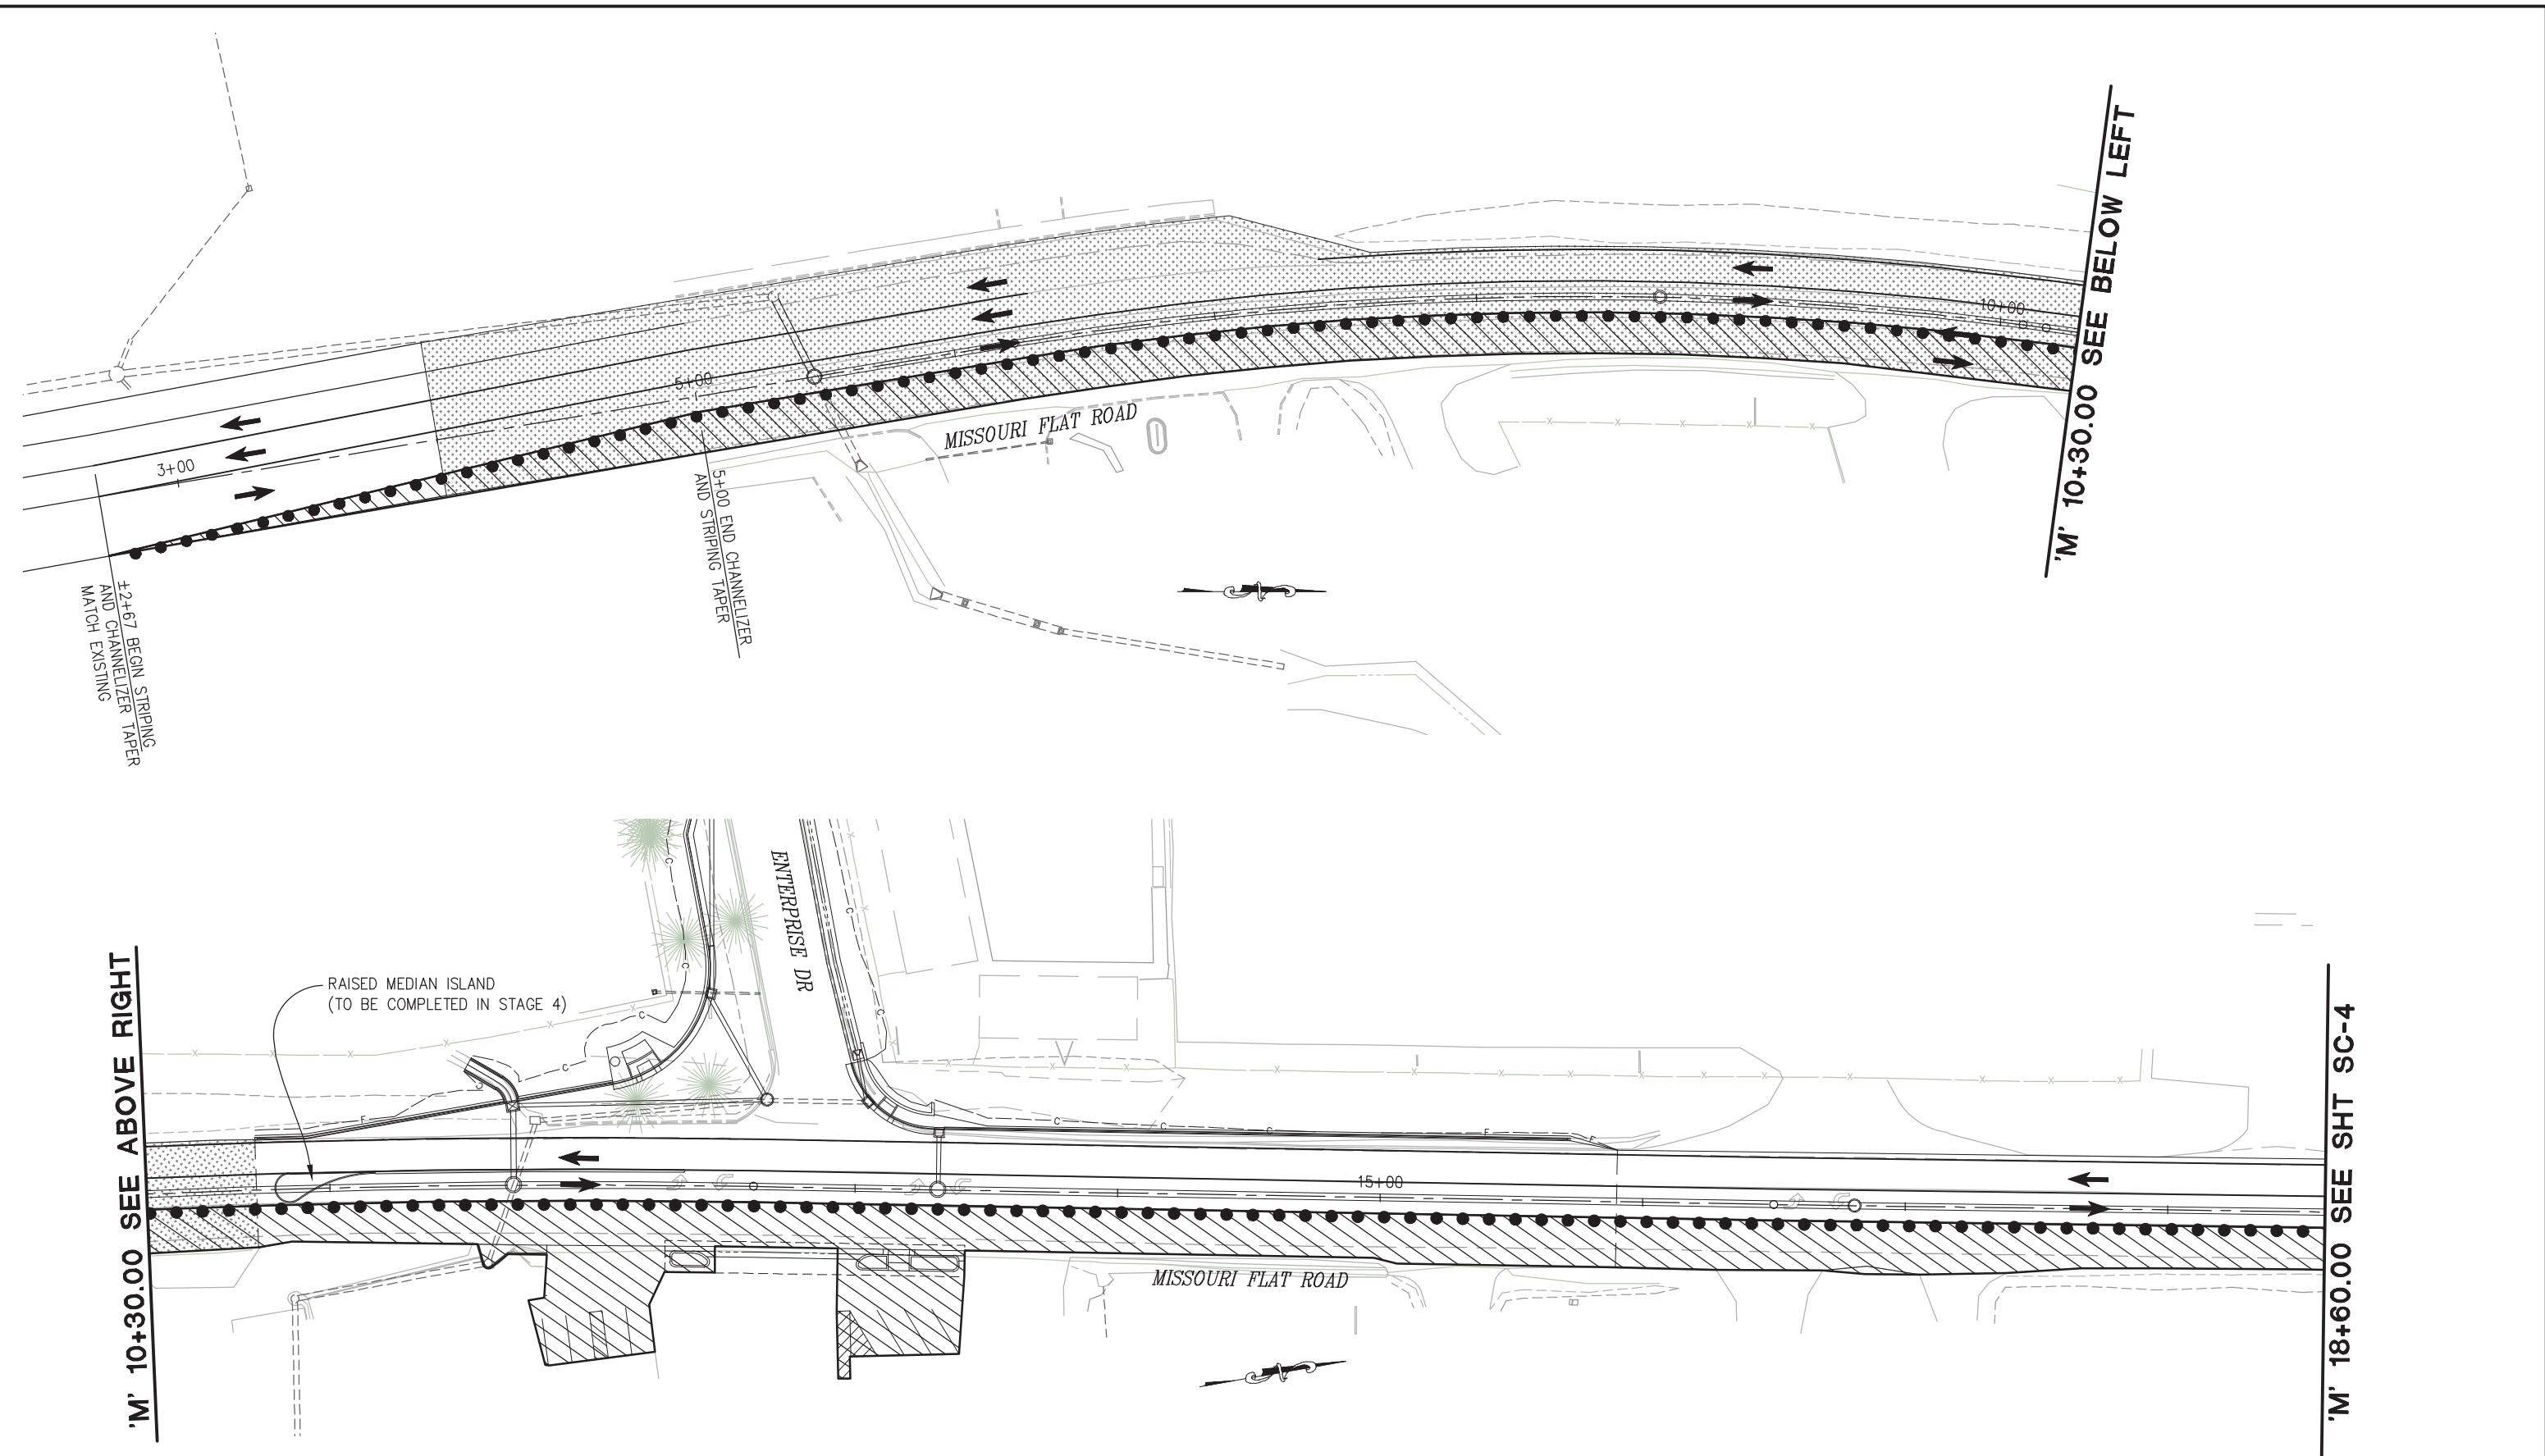 10+00
5+00
3+00
MISSOURI FLAT ROAD
'M' 10+30.00 SEE BELOW LEFT
±2+67 BEGIN STRIPING
AND CHANNELIZER TAPER
MATCH EXISTING
5+00 END CHANNELIZER
AND STRIPING TAPER
ENTERPRISE DR
'M' 10+30.00 SEE ABOVE RIGHT
RAISED MEDIAN ISLAND
(TO BE COMPLETED IN STAGE 4)
15+00
MISSOURI FLAT ROAD
'M' 18+60.00 SEE SHT SC-4